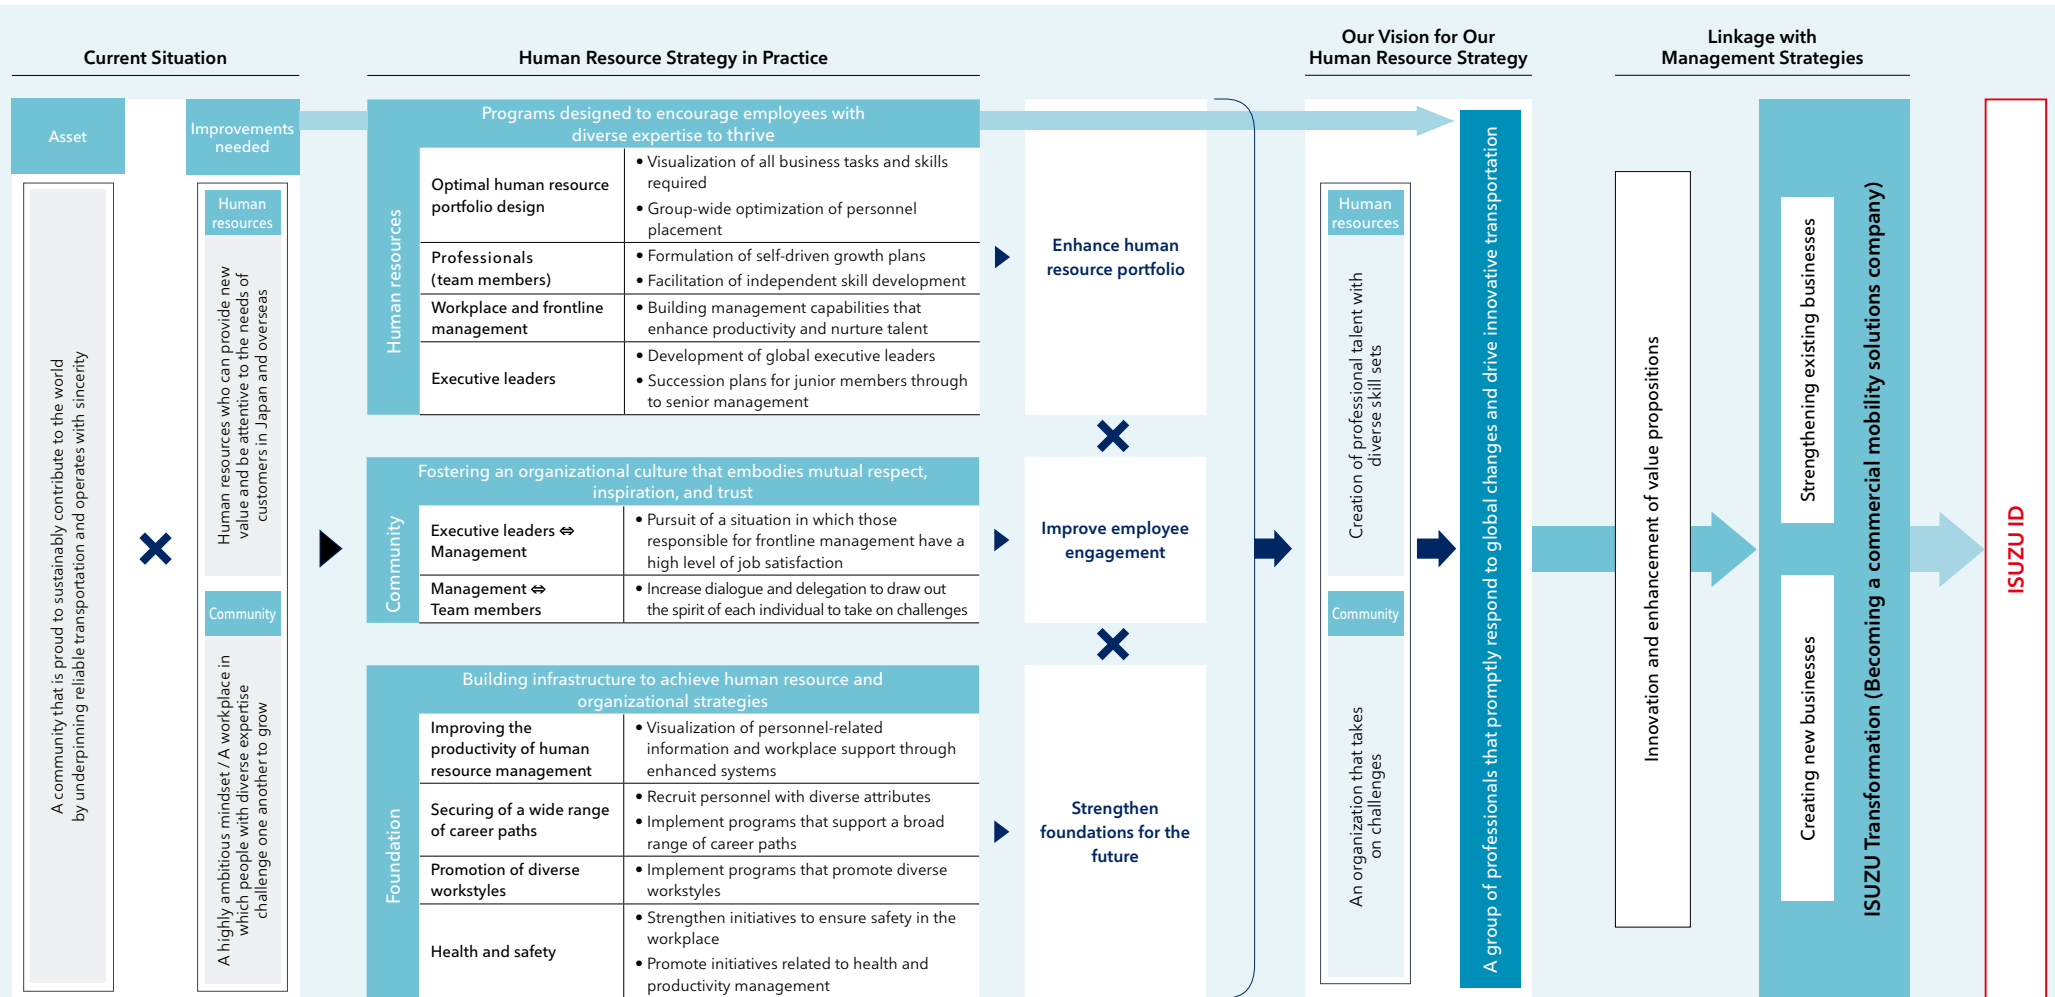 Current Situation
Asset
A community that is proud to sustainably contribute to the world
by underpinning reliable transportation and operates with sincerity
Improvements
needed
Human
resources
Human resources who can provide new
value and be attentive to the needs of
customers in Japan and overseas
Community
A highly ambitious mindset / A workplace in
which people with diverse expertise
challenge one another to grow
Human Resource Strategy in Practice
Programs designed to encourage employees with
diverse expertise to thrive
Human resources
Optimal human resource
portfolio design
• Visualization of all business tasks and skills
required
• Group-wide optimization of personnel
placement
Professionals
(team members)
• Formulation of self-driven growth plans
• Facilitation of independent skill development
Workplace and frontline
management
• Building management capabilities that
enhance productivity and nurture talent
Executive leaders
• Development of global executive leaders
• Succession plans for junior members through
to senior management
Enhance human
resource portfolio
Fostering an organizational culture that embodies mutual respect,
inspiration, and trust
Community
Executive leaders ⇔
Management
• Pursuit of a situation in which those
responsible for frontline management have a
high level of job satisfaction
Management ⇔
Team members
• Increase dialogue and delegation to draw out
the spirit of each individual to take on challenges
Improve employee
engagement
Building infrastructure to achieve human resource and
organizational strategies
Foundation
Improving the
productivity of human
resource management
• Visualization of personnel-related
information and workplace support through
enhanced systems
Securing of a wide range
of career paths
• Recruit personnel with diverse attributes
• Implement programs that support a broad
range of career paths
Promotion of diverse
workstyles
• Implement programs that promote diverse
workstyles
Health and safety
• Strengthen initiatives to ensure safety in the
workplace
• Promote initiatives related to health and
productivity management
Strengthen
foundations for the
future
Our Vision for Our
Human Resource Strategy
Human
resources
Creation of professional talent with
diverse skill sets
Community
An organization that takes
on challenges
A group of professionals that promptly respond to global changes and drive innovative transportation
Linkage with
Management Strategies
Innovation and enhancement of value propositions
Strengthening existing businesses
Creating new businesses
ISUZU Transformation (Becoming a commercial mobility solutions company)
ISUZU ID